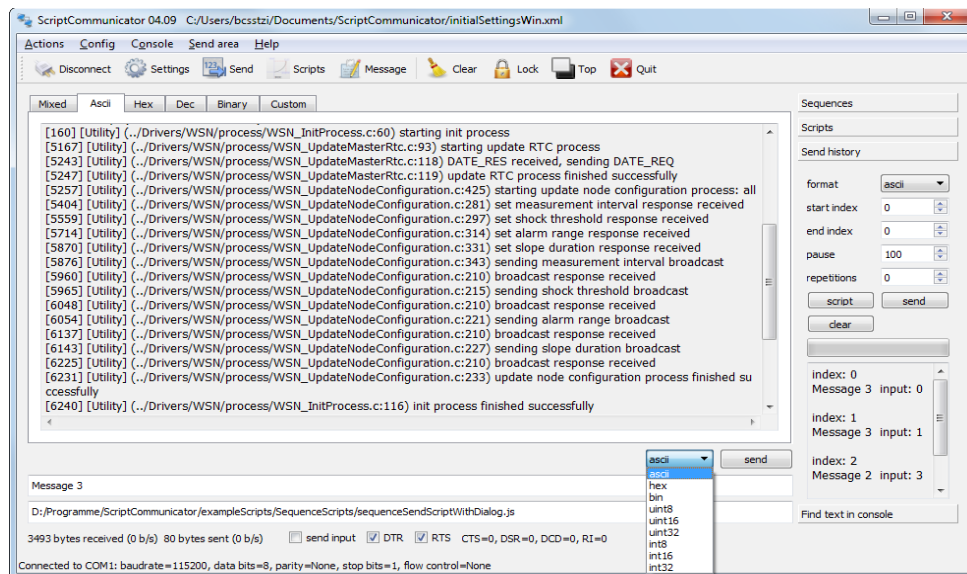 ScriptCommunicator 04.09 C:/Users/bcsstzi/Documents/ScriptCommunicator/initialSettingsWin.xml
Actions Config Console Send area Help
Disconnect Settings Send Scripts Message Clear Lock Top Quit
Mixed Ascii Hex Dec Binary Custom
[160] [Utility] (../Drivers/WSN/process/WSN_InitProcess.c:60) starting init process
[5167] [Utility] (../Drivers/WSN/process/WSN_UpdateMasterRtc.c:93) starting update RTC process
[5243] [Utility] (../Drivers/WSN/process/WSN_UpdateMasterRtc.c:118) DATE_RES received, sending DATE_REQ
[5247] [Utility] (../Drivers/WSN/process/WSN_UpdateMasterRtc.c:119) update RTC process finished successfully
[5257] [Utility] (../Drivers/WSN/process/WSN_UpdateNodeConfiguration.c:425) starting update node configuration process: all
[5404] [Utility] (../Drivers/WSN/process/WSN_UpdateNodeConfiguration.c:281) set measurement interval response received
[5559] [Utility] (../Drivers/WSN/process/WSN_UpdateNodeConfiguration.c:297) set shock threshold response received
[5714] [Utility] (../Drivers/WSN/process/WSN_UpdateNodeConfiguration.c:314) set alarm range response received
[5870] [Utility] (../Drivers/WSN/process/WSN_UpdateNodeConfiguration.c:331) set slope duration response received
[5876] [Utility] (../Drivers/WSN/process/WSN_UpdateNodeConfiguration.c:343) sending measurement interval broadcast
[5960] [Utility] (../Drivers/WSN/process/WSN_UpdateNodeConfiguration.c:210) broadcast response received
[5965] [Utility] (../Drivers/WSN/process/WSN_UpdateNodeConfiguration.c:215) sending shock threshold broadcast
[6048] [Utility] (../Drivers/WSN/process/WSN_UpdateNodeConfiguration.c:210) broadcast response received
[6054] [Utility] (../Drivers/WSN/process/WSN_UpdateNodeConfiguration.c:221) sending alarm range broadcast
[6137] [Utility] (../Drivers/WSN/process/WSN_UpdateNodeConfiguration.c:210) broadcast response received
[6143] [Utility] (../Drivers/WSN/process/WSN_UpdateNodeConfiguration.c:227) sending slope duration broadcast
[6225] [Utility] (../Drivers/WSN/process/WSN_UpdateNodeConfiguration.c:210) broadcast response received
[6231] [Utility] (../Drivers/WSN/process/WSN_UpdateNodeConfiguration.c:233) update node configuration process finished su
ccessfully
[6240] [Utility] (../Drivers/WSN/process/WSN_InitProcess.c:116) init process finished successfully
ascii send
ascii
hex
bin
uint8
uint16
uint32
int8
int16
int32
Message 3
D:/Programme/ScriptCommunicator/exampleScripts/SequenceScripts/sequenceSendScriptWithDialog.js
3493 bytes received (0 b/s) 80 bytes sent (0 b/s) send input DTR RTS CTS=0, DSR=0, DCD=0, RI=0
Connected to COM1: baudrate=115200, data bits=8, parity=None, stop bits=1, flow control=None
Sequences
Scripts
Send history
format ascii
start index 0
end index 0
pause 100
repetitions 0
script send
clear
index: 0
Message 3 input: 0
index: 1
Message 3 input: 1
index: 2
Message 2 input: 3
Find text in console